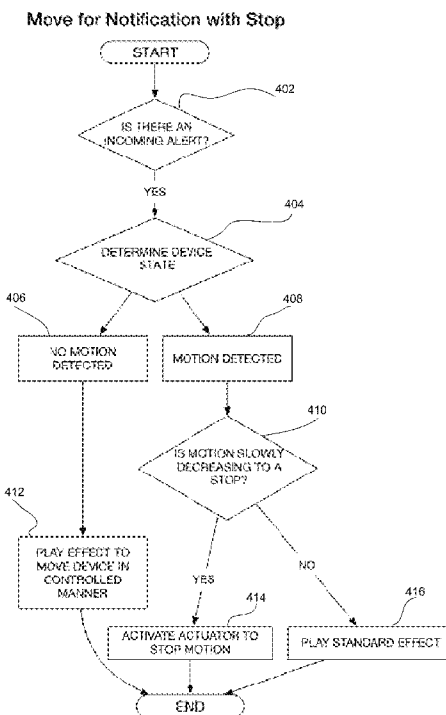 Move for Notification with Stop
START
402
IS THERE AN
INCOMING ALERT?
YES
404
DETERMINE DEVICE
STATE
406
408
NO MOTION
DETECTED
MOTION DETECTED
410
IS MOTION SLOWLY
DECREASING TO A
STOP?
412
PLAY EFFECT TO
MOVE DEVICE IN
CONTROLLED
MANNER
YES
NO
414
416
ACTIVATE ACTUATOR TO
STOP MOTION
PLAY STANDARD EFFECT
END